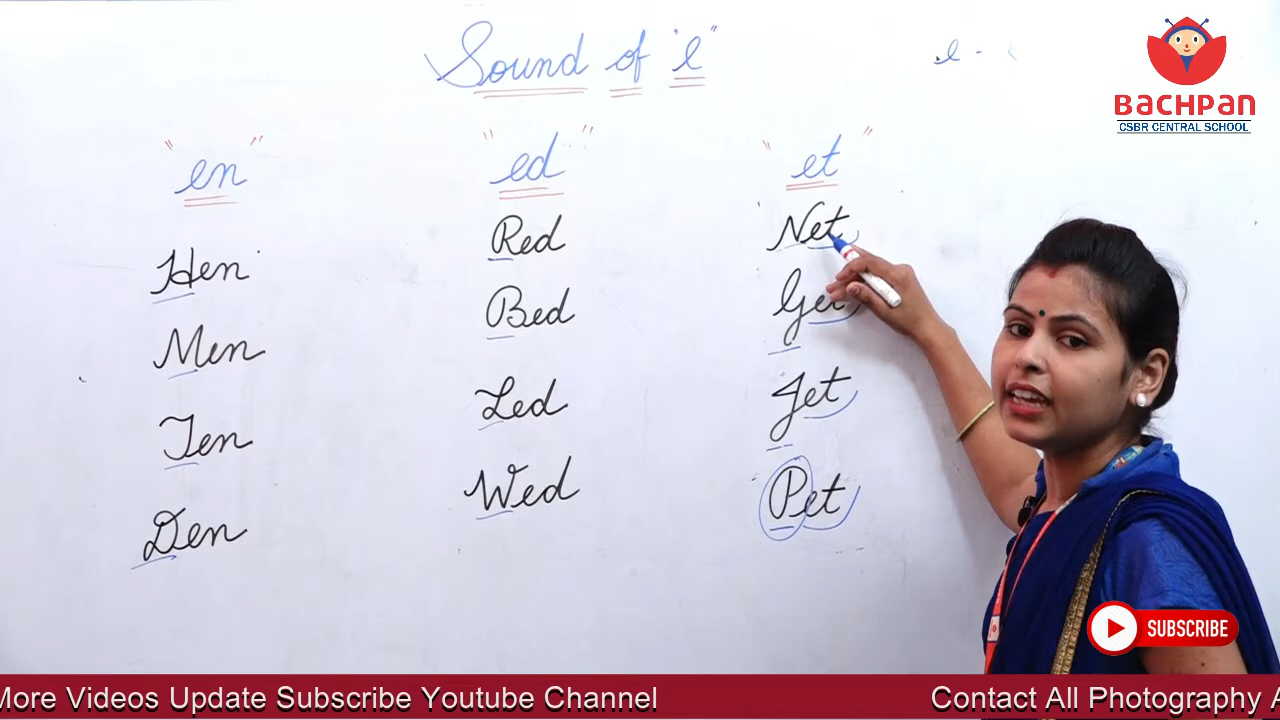 Sound of "e"
e -
BACHPAN
CSBR CENTRAL SCHOOL
"en"
Hen
Men
Ten
Den
"ed"
Red
Bed
Led
Wed
"et"
Net
Get
Jet
Pet
SUBSCRIBE
More Videos Update Subscribe Youtube Channel
Contact All Photography A